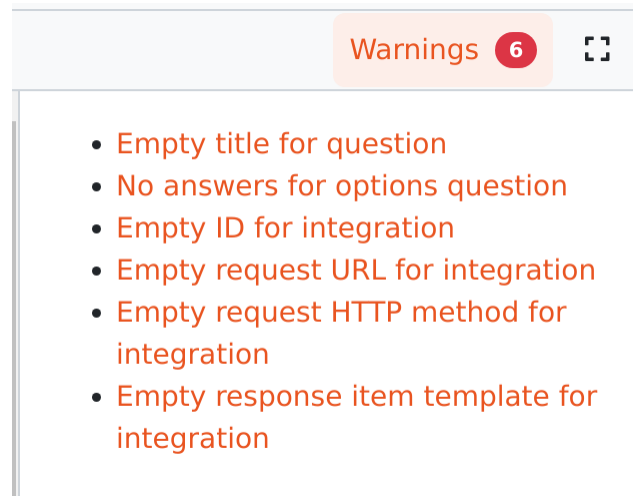 Warnings 6
Empty title for question
No answers for options question
Empty ID for integration
Empty request URL for integration
Empty request HTTP method for
integration
Empty response item template for
integration